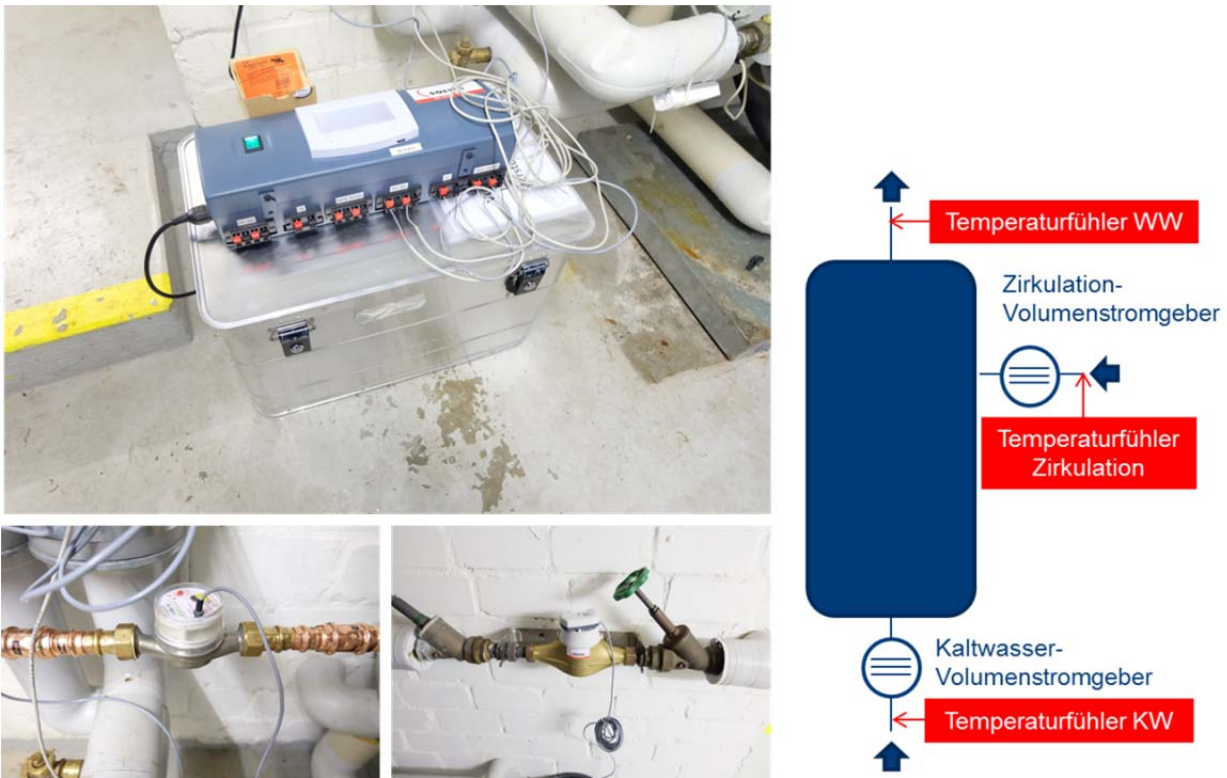 Temperaturfühler WW
Zirkulation-
Volumenstromgeber
Temperaturfühler
Zirkulation
Kaltwasser-
Volumenstromgeber
Temperaturfühler KW